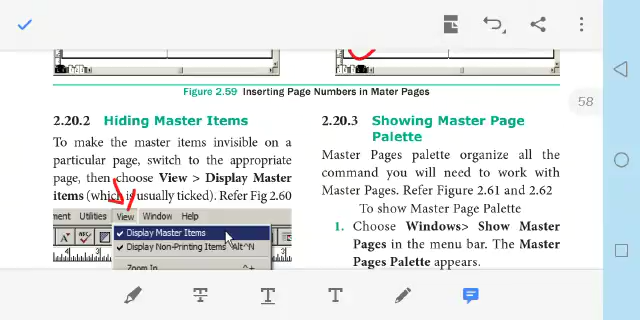 Figure 2.59 Inserting Page Numbers in Mater Pages
58
2.20.2 Hiding Master Items
To make the master items invisible on a
particular page, switch to the appropriate
page, then choose View > Display Master
items (which is usually ticked). Refer Fig 2.60
ment Utilities View Window Help
Display Master Items
Display Non-Printing Items Alt^N
Zoom In ^+
2.20.3 Showing Master Page
Palette
Master Pages palette organize all the
command you will need to work with
Master Pages. Refer Figure 2.61 and 2.62
To show Master Page Palette
1. Choose Windows> Show Master
Pages in the menu bar. The Master
Pages Palette appears.